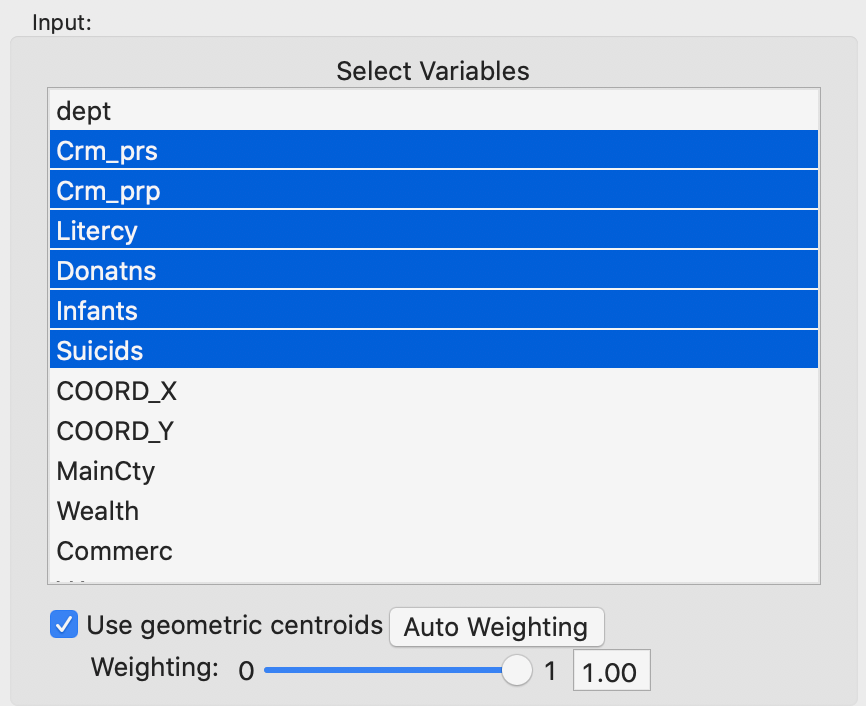 Input:
Select Variables
dept
Crm_prs
Crm_prp
Litercy
Donatns
Infants
Suicids
COORD_X
COORD_Y
MainCty
Wealth
Commerc
Use geometric centroids Auto Weighting
Weighting: 0 1 1.00